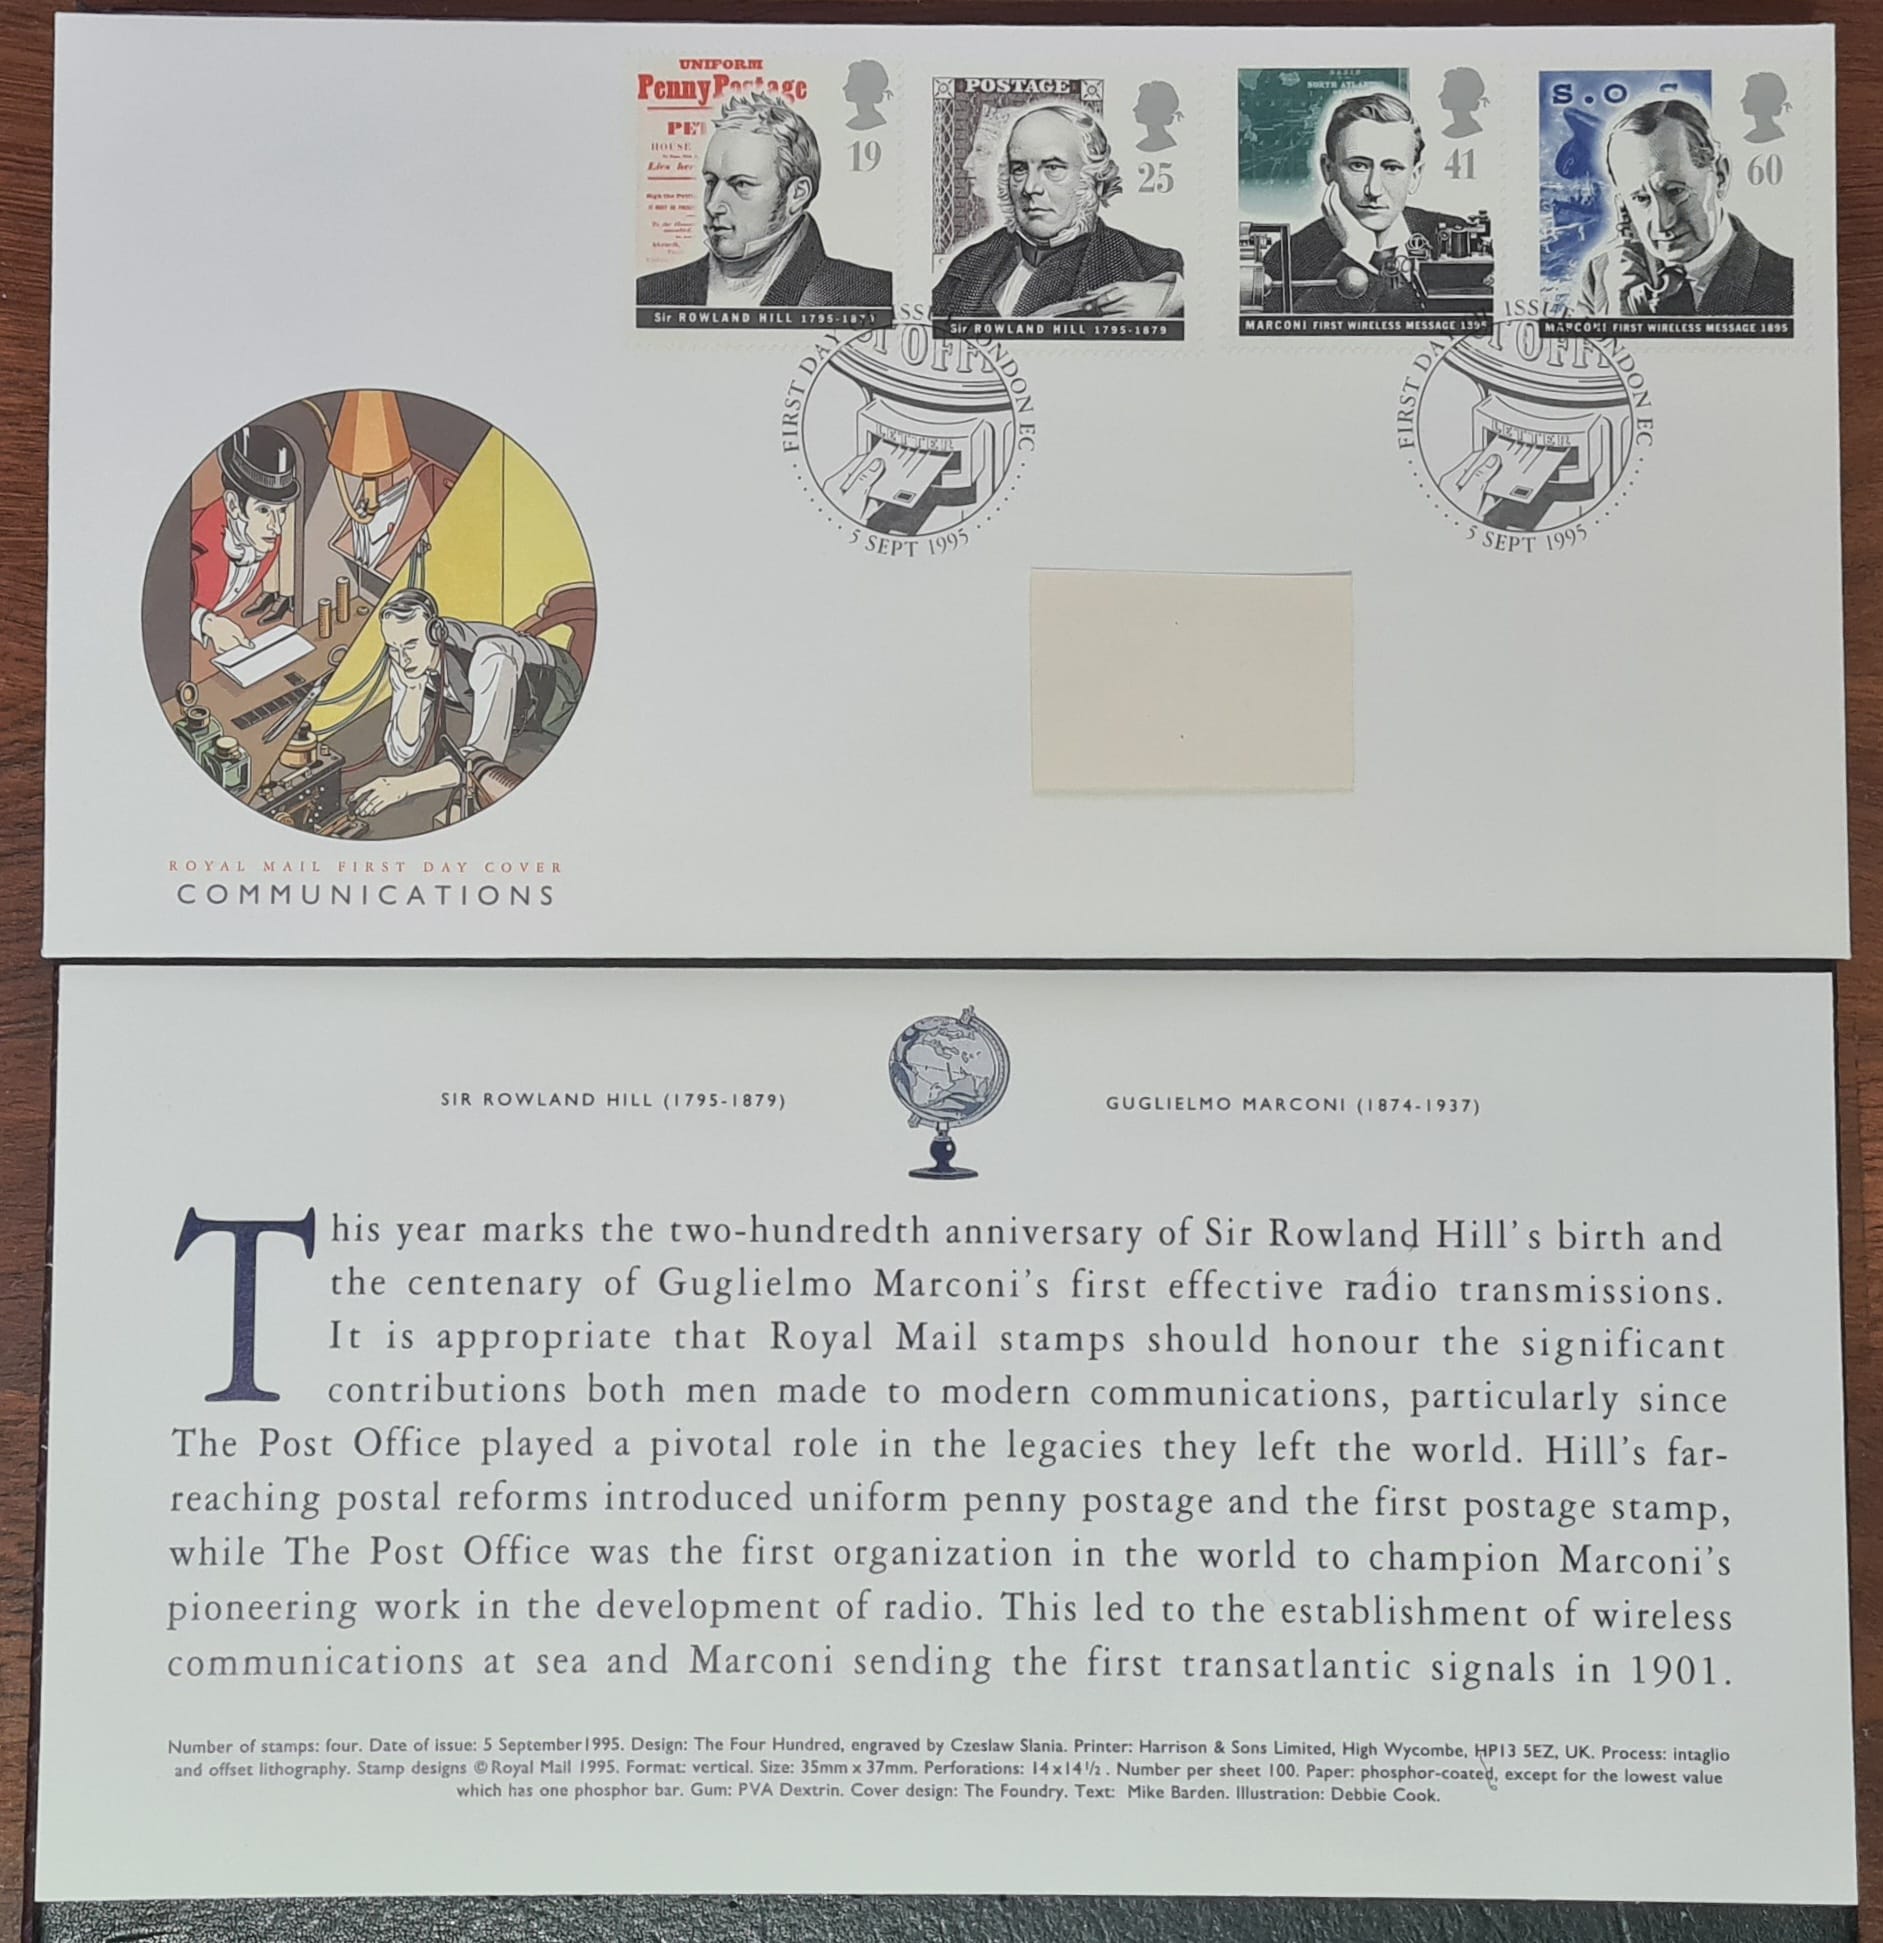 UNIFORM
Penny Postage
HOUSE
19
Sir ROWLAND HILL 1795-1879
POSTAGE
25
Sir ROWLAND HILL 1795-1879
NORTH ATLA
41
MARCONI FIRST WIRELESS MESSAGE 1895
S.O S
60
MARCONI FIRST WIRELESS MESSAGE 1895
FIRST DAY OF ISSUE LONDON EC
ST OFFI
LETTER
5 SEPT 1995
FIRST DAY OF ISSUE LONDON EC
ST OFFI
LETTER
5 SEPT 1995
ROYAL MAIL FIRST DAY COVER
COMMUNICATIONS
SIR ROWLAND HILL (1795-1879)
GUGLIELMO MARCONI (1874-1937)
This year marks the two-hundredth anniversary of Sir Rowland Hill's birth and
the centenary of Guglielmo Marconi's first effective radio transmissions.
It is appropriate that Royal Mail stamps should honour the significant
contributions both men made to modern communications, particularly since
The Post Office played a pivotal role in the legacies they left the world. Hill's far-
reaching postal reforms introduced uniform penny postage and the first postage stamp,
while The Post Office was the first organization in the world to champion Marconi's
pioneering work in the development of radio. This led to the establishment of wireless
communications at sea and Marconi sending the first transatlantic signals in 1901.
Number of stamps: four. Date of issue: 5 September1995. Design: The Four Hundred, engraved by Czeslaw Slania. Printer: Harrison & Sons Limited, High Wycombe, HP13 5EZ, UK. Process: intaglio
and offset lithography. Stamp designs © Royal Mail 1995. Format: vertical. Size: 35mm x 37mm. Perforations: 14 x 14 1/2 . Number per sheet 100. Paper: phosphor-coated, except for the lowest value
which has one phosphor bar. Gum: PVA Dextrin. Cover design: The Foundry. Text: Mike Barden. Illustration: Debbie Cook.